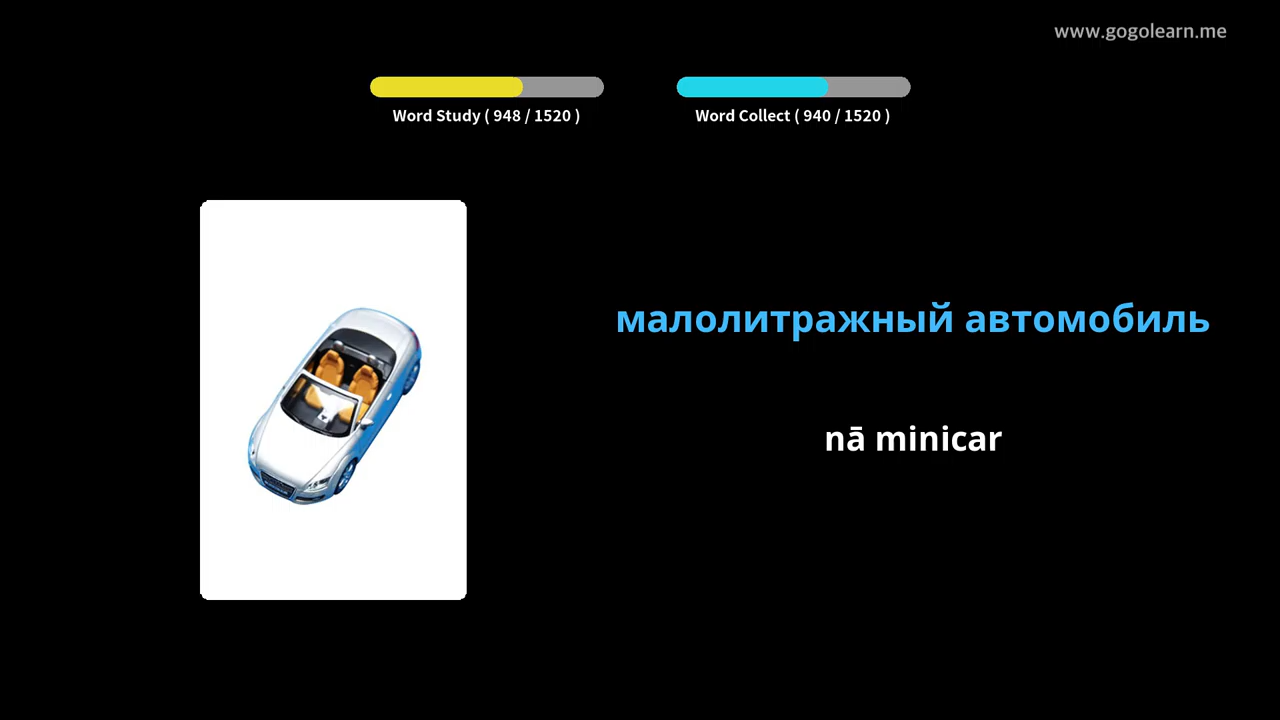 www.gogolearn.me
Word Study ( 948 / 1520 )
Word Collect ( 940 / 1520 )
малолитражный автомобиль
nā minicar